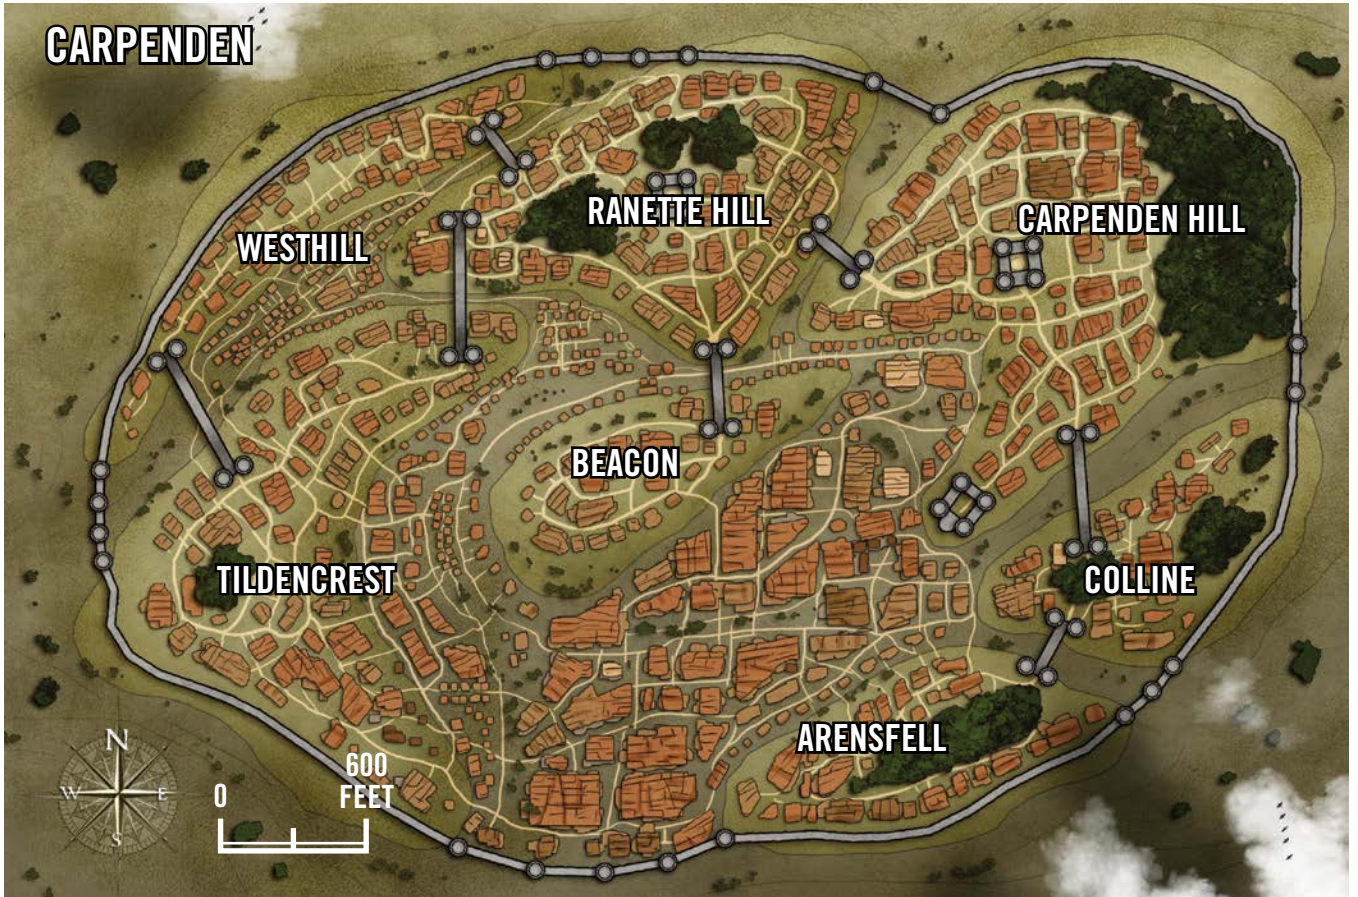 CARPENDEN
RANETTE HILL
CARPENDEN HILL
WESTHILL
BEACON
TILDENCREST
COLLINE
ARENSFELL
N
W E
S
0 600
FEET